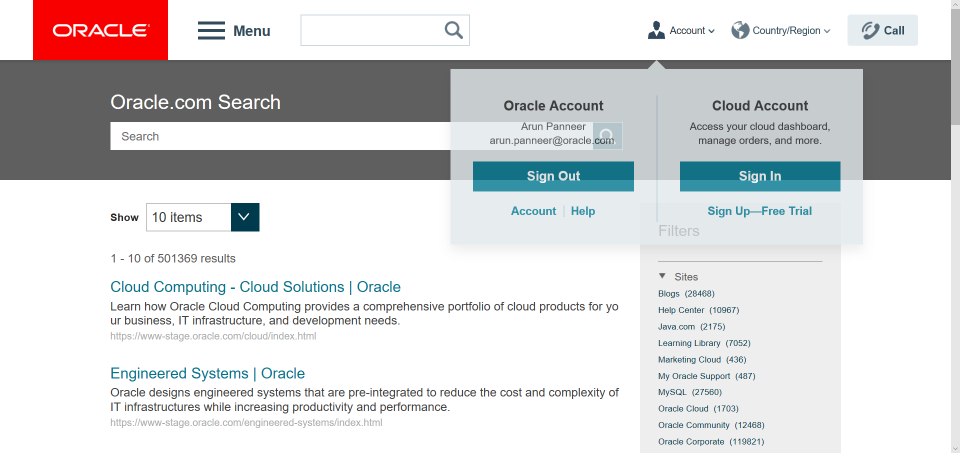 ORACLE
Menu
Account
Country/Region
Call
Oracle.com Search
Search
Oracle Account
Arun Panneer
arun.panneer@oracle.com
Sign Out
Account | Help
Cloud Account
Access your cloud dashboard,
manage orders, and more.
Sign In
Sign Up—Free Trial
Show
10 items
1 - 10 of 501369 results
Cloud Computing - Cloud Solutions | Oracle
Learn how Oracle Cloud Computing provides a comprehensive portfolio of cloud products for yo
ur business, IT infrastructure, and development needs.
https://www-stage.oracle.com/cloud/index.html
Engineered Systems | Oracle
Oracle designs engineered systems that are pre-integrated to reduce the cost and complexity of
IT infrastructures while increasing productivity and performance.
https://www-stage.oracle.com/engineered-systems/index.html
Filters
Sites
Blogs (28468)
Help Center (10967)
Java.com (2175)
Learning Library (7052)
Marketing Cloud (436)
My Oracle Support (487)
MySQL (27560)
Oracle Cloud (1703)
Oracle Community (12468)
Oracle Corporate (119821)